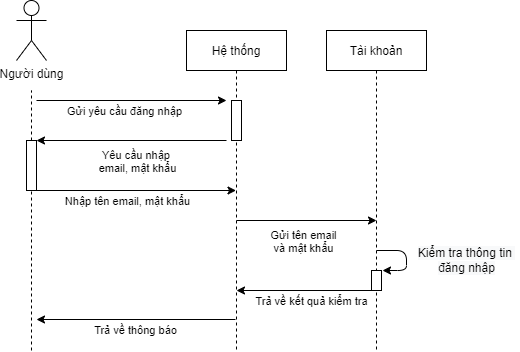 Người dùng
Hệ thống
Tài khoản
Gửi yêu cầu đăng nhập
Yêu cầu nhập
email, mật khẩu
Nhập tên email, mật khẩu
Gửi tên email
và mật khẩu
Kiểm tra thông tin
đăng nhập
Trả về kết quả kiểm tra
Trả về thông báo